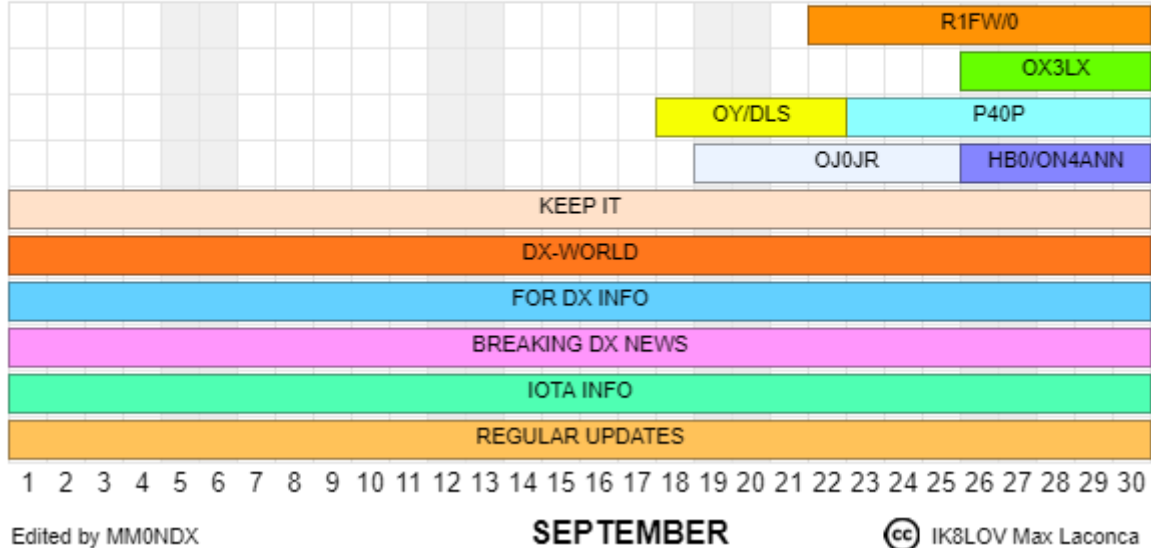 R1FW/0
OX3LX
OY/DLS P40P
OJ0JR HB0/ON4ANN
KEEP IT
DX-WORLD
FOR DX INFO
BREAKING DX NEWS
IOTA INFO
REGULAR UPDATES
1 2 3 4 5 6 7 8 9 10 11 12 13 14 15 16 17 18 19 20 21 22 23 24 25 26 27 28 29 30
Edited by MM0NDX SEPTEMBER cc IK8LOV Max Laconca